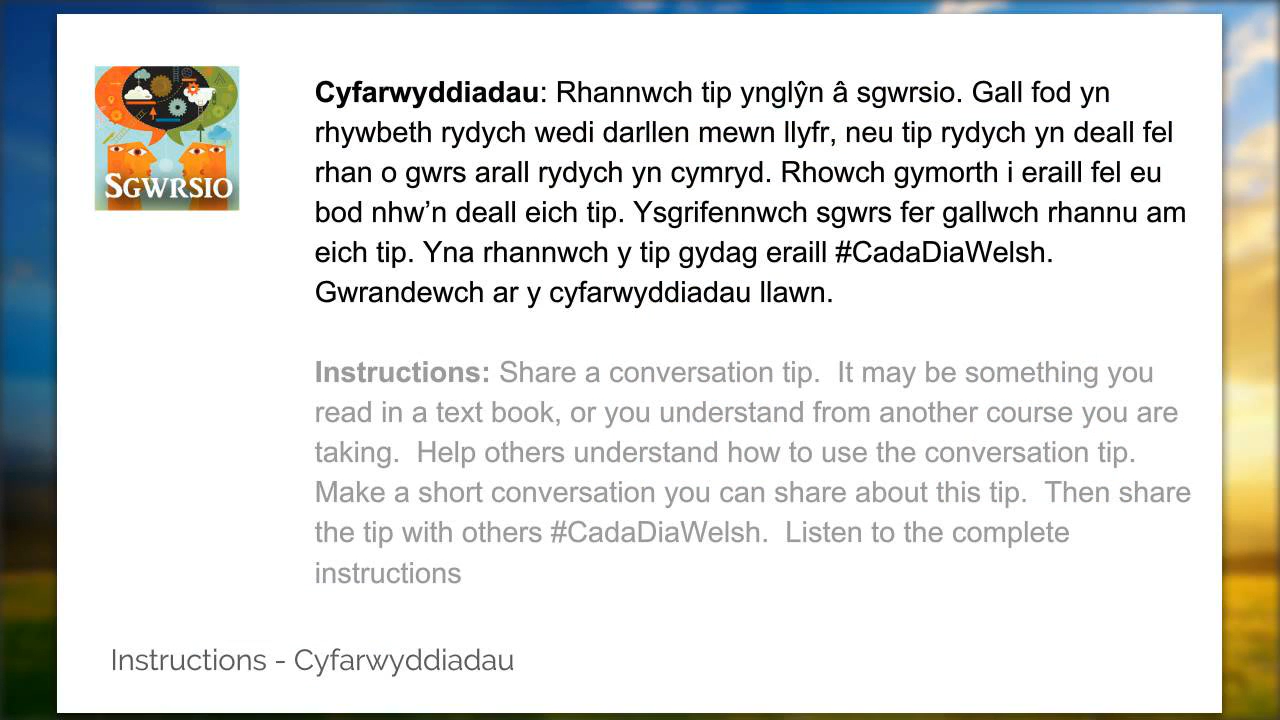 SGWRSIO
Cyfarwyddiadau: Rhannwch tip ynglŷn â sgwrsio. Gall fod yn
rhywbeth rydych wedi darllen mewn llyfr, neu tip rydych yn deall fel
rhan o gwrs arall rydych yn cymryd. Rhowch gymorth i eraill fel eu
bod nhw’n deall eich tip. Ysgrifennwch sgwrs fer gallwch rhannu am
eich tip. Yna rhannwch y tip gydag eraill #CadaDiaWelsh.
Gwrandewch ar y cyfarwyddiadau llawn.
Instructions: Share a conversation tip.  It may be something you
read in a text book, or you understand from another course you are
taking.  Help others understand how to use the conversation tip.
Make a short conversation you can share about this tip.  Then share
the tip with others #CadaDiaWelsh.  Listen to the complete
instructions
Instructions - Cyfarwyddiadau